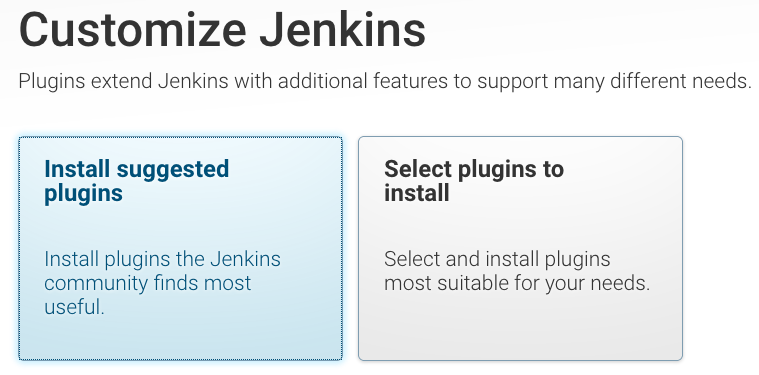 Customize Jenkins
Plugins extend Jenkins with additional features to support many different needs.
Install suggested
plugins
Install plugins the Jenkins
community finds most
useful.
Select plugins to
install
Select and install plugins
most suitable for your needs.